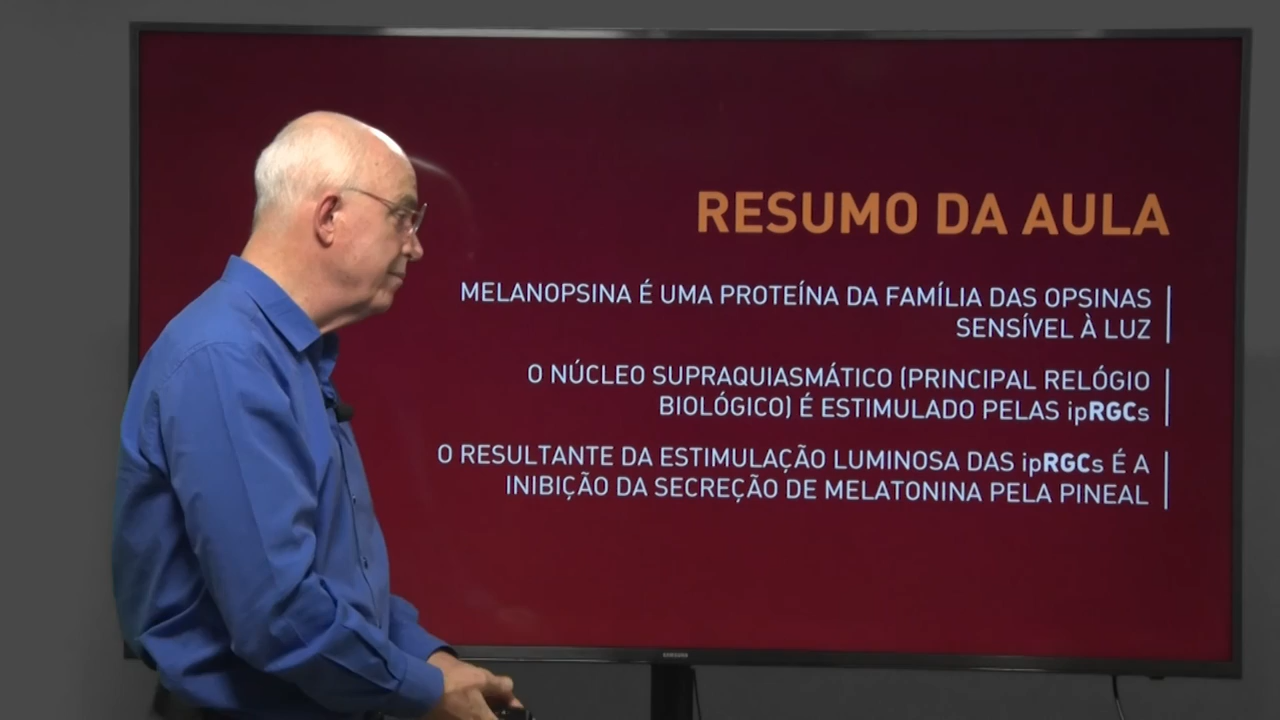 RESUMO DA AULA
MELANOPSINA É UMA PROTEÍNA DA FAMÍLIA DAS OPSINAS
SENSÍVEL À LUZ
O NÚCLEO SUPRAQUIASMÁTICO (PRINCIPAL RELÓGIO
BIOLÓGICO) É ESTIMULADO PELAS ipRGCs
O RESULTANTE DA ESTIMULAÇÃO LUMINOSA DAS ipRGCs É A
INIBIÇÃO DA SECREÇÃO DE MELATONINA PELA PINEAL
SAMSUNG